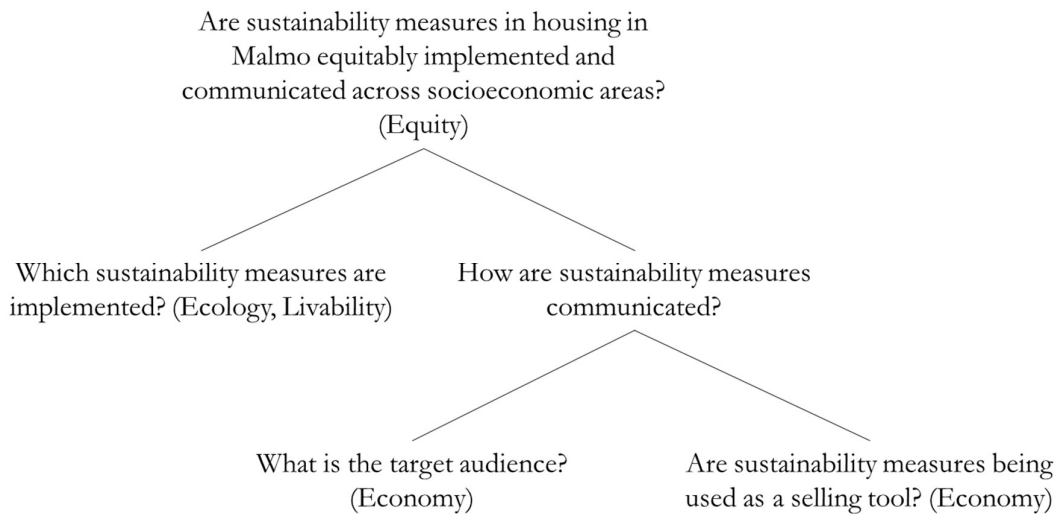 Are sustainability measures in housing in
Malmo equitably implemented and
communicated across socioeconomic areas?
(Equity)
Which sustainability measures are
implemented? (Ecology, Livability)
How are sustainability measures
communicated?
What is the target audience?
(Economy)
Are sustainability measures being
used as a selling tool? (Economy)